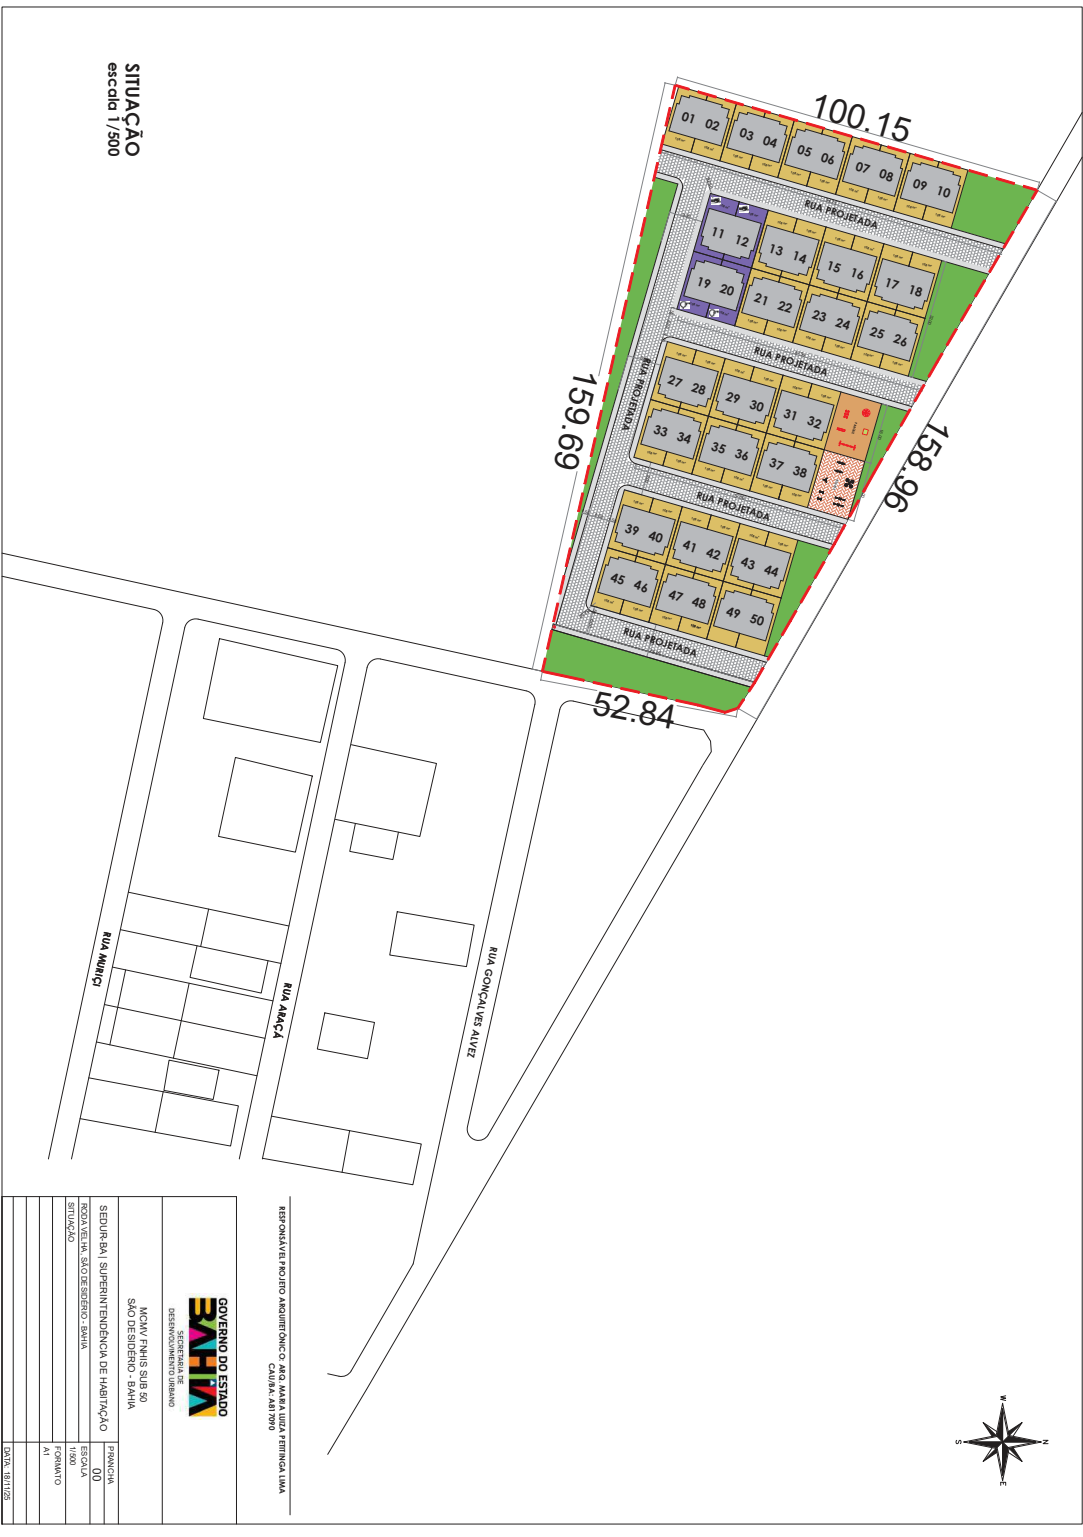 SITUAÇÃO
escala 1/500
100.15
158.96
159.69
52.84
01 02
03 04
05 06
07 08
09 10
RUA PROJETADA
11 12
13 14
15 16
17 18
19 20
21 22
23 24
25 26
RUA PROJETADA
RUA PROJETADA
27 28
29 30
31 32
33 34
35 36
37 38
RUA PROJETADA
39 40
41 42
43 44
45 46
47 48
49 50
RUA PROJETADA
RUA MURIÇI
RUA ARAÇÁ
RUA GONÇALVES ALVEZ
N
S
E
W
RESPONSÁVEL PROJETO ARQUITETÔNICO: ARQ. MARIA LUIZA PETITINGA LIMA
CAU/BA: A817090
GOVERNO DO ESTADO
BAHIA
SECRETARIA DE
DESENVOLVIMENTO URBANO
MCMV FNHIS SUB 50
SÃO DESIDÉRIO - BAHIA
SEDUR-BA | SUPERINTENDÊNCIA DE HABITAÇÃO
PRANCHA
00
RODA VELHA, SÃO DESIDÉRIO - BAHIA
SITUAÇÃO
ESCALA
1/500
FORMATO
A1
DATA: 18/11/25